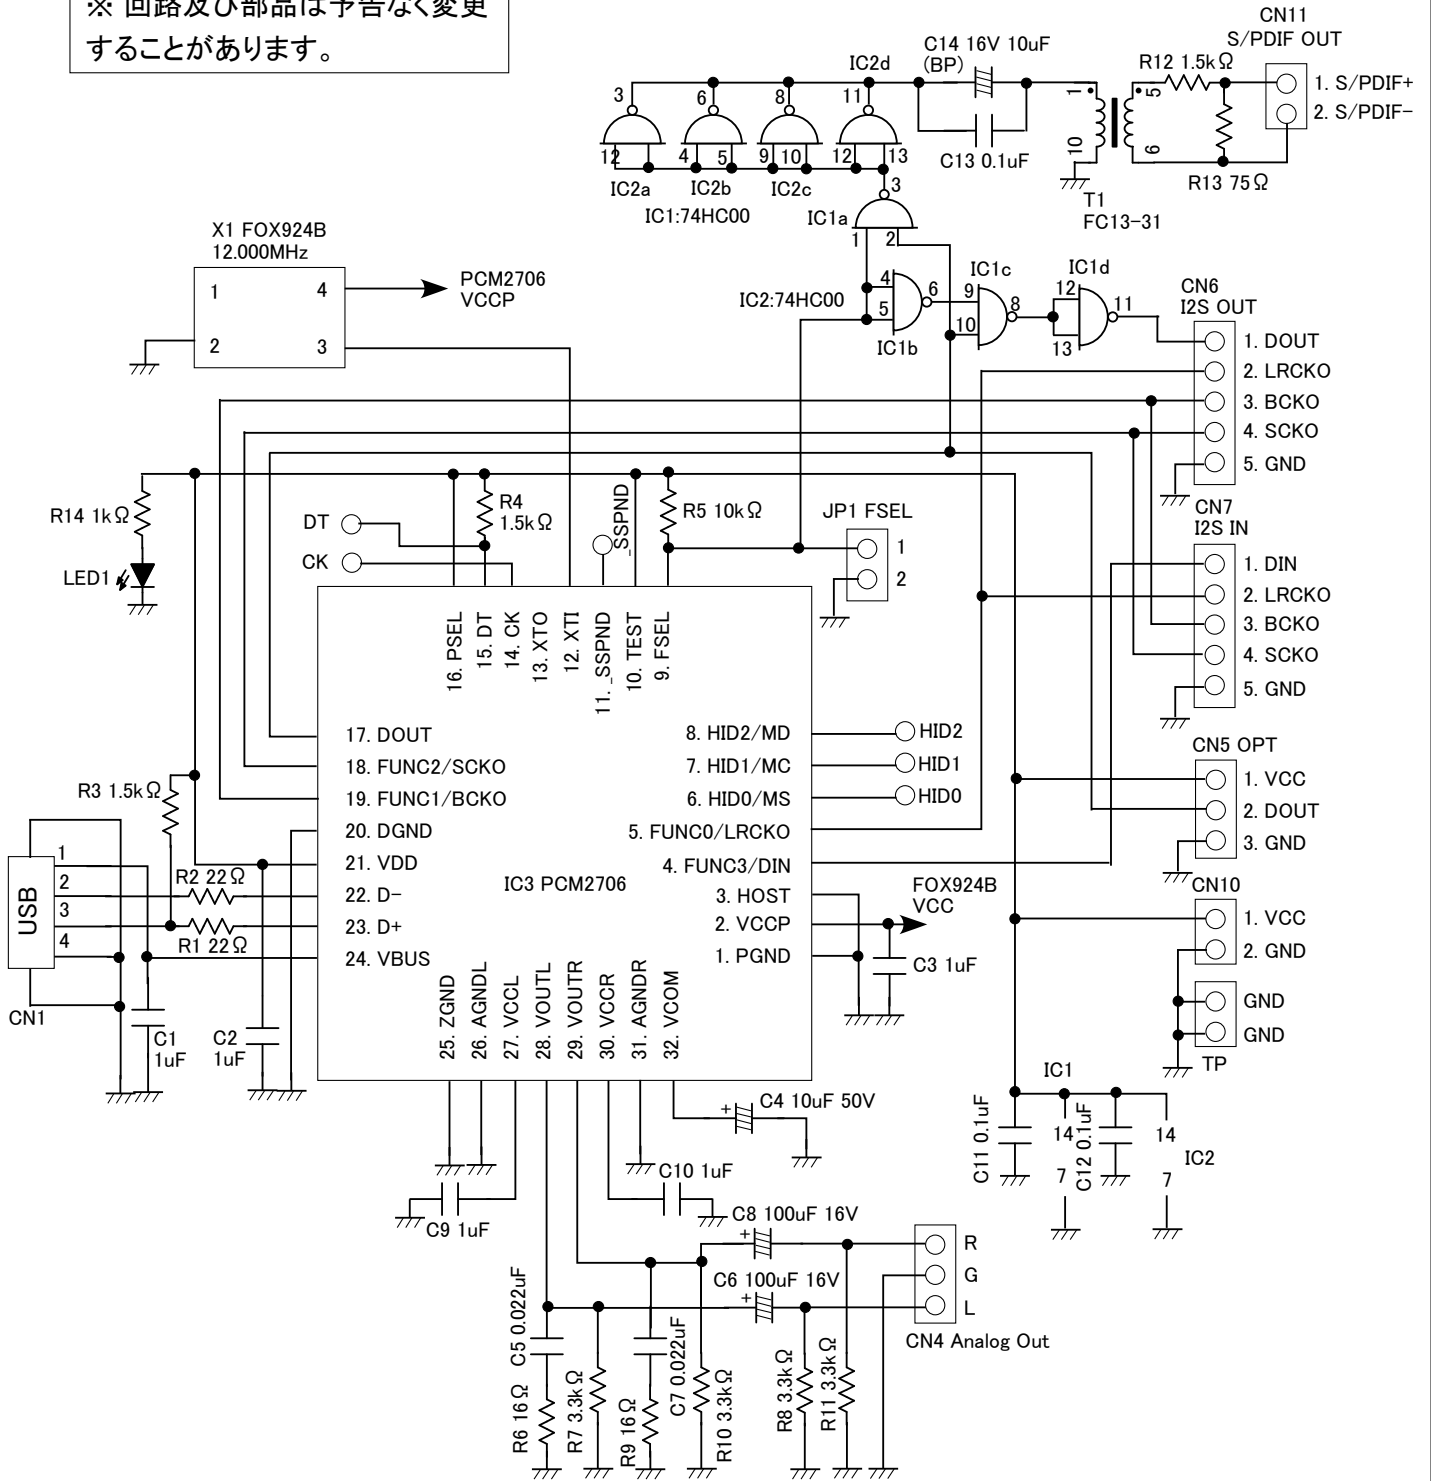 ※ 回路及び部品は予告なく変更
することがあります。
CN11
S/PDIF OUT
C14 16V 10uF
(BP)
R12 1.5kΩ
1. S/PDIF+
2. S/PDIF-
IC2d
3
6
8
11
1
5
10
6
12
4
5
9
10
12
13
C13 0.1uF
R13 75Ω
IC2a
IC2b
IC2c
IC1:74HC00
T1
FC13-31
3
IC1a
1
2
X1 FOX924B
12.000MHz
1
4
2
3
PCM2706
VCCP
IC2:74HC00
4
5
6
IC1b
IC1c
9
10
8
IC1d
12
13
11
CN6
I2S OUT
1. DOUT
2. LRCKO
3. BCKO
4. SCKO
5. GND
R14 1kΩ
LED1
DT
CK
R4
1.5kΩ
_SSPND
R5 10kΩ
JP1 FSEL
1
2
CN7
I2S IN
1. DIN
2. LRCKO
3. BCKO
4. SCKO
5. GND
16. PSEL
15. DT
14. CK
13. XTO
12. XTI
11. _SSPND
10. TEST
9. FSEL
17. DOUT
18. FUNC2/SCKO
19. FUNC1/BCKO
20. DGND
21. VDD
22. D-
23. D+
24. VBUS
IC3 PCM2706
8. HID2/MD
7. HID1/MC
6. HID0/MS
5. FUNC0/LRCKO
4. FUNC3/DIN
3. HOST
2. VCCP
1. PGND
HID2
HID1
HID0
CN5 OPT
1. VCC
2. DOUT
3. GND
R3 1.5kΩ
R2 22Ω
R1 22Ω
USB
1
2
3
4
CN1
C1
1uF
C2
1uF
FOX924B
VCC
C3 1uF
CN10
1. VCC
2. GND
GND
GND
TP
25. ZGND
26. AGNDL
27. VCCL
28. VOUTL
29. VOUTR
30. VCCR
31. AGNDR
32. VCOM
+
C4 10uF 50V
IC1
C11 0.1uF
14
7
C12 0.1uF
14
7
IC2
C10 1uF
C9 1uF
C8 100uF 16V
+
C6 100uF 16V
+
R
G
L
CN4 Analog Out
C5 0.022uF
R6 16Ω
R7 3.3kΩ
R9 16Ω
C7 0.022uF
R10 3.3kΩ
R8 3.3kΩ
R11 3.3kΩ